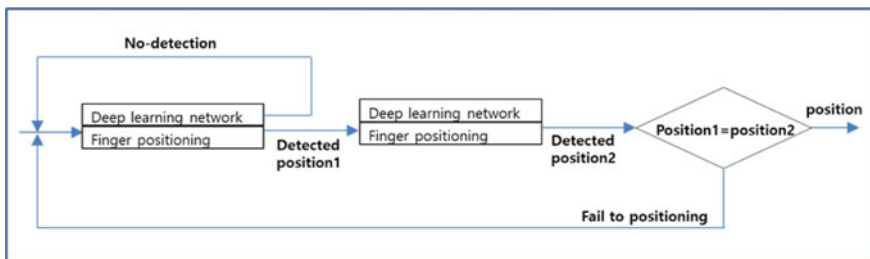 No-detection
Deep learning network
Finger positioning
Detected
position1
Deep learning network
Finger positioning
Detected
position2
Position1=position2
position
Fail to positioning